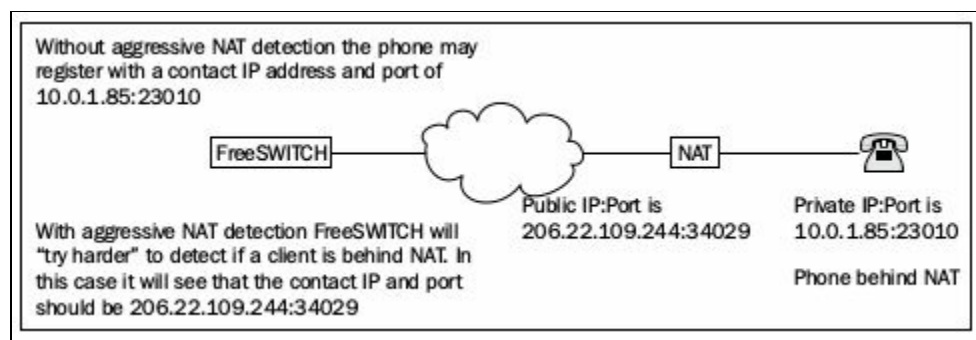 Without aggressive NAT detection the phone may
register with a contact IP address and port of
10.0.1.85:23010
FreeSWITCH
NAT
Public IP:Port is
206.22.109.244:34029
Private IP:Port is
10.0.1.85:23010
Phone behind NAT
With aggressive NAT detection FreeSWITCH will
“try harder” to detect if a client is behind NAT. In
this case it will see that the contact IP and port
should be 206.22.109.244:34029